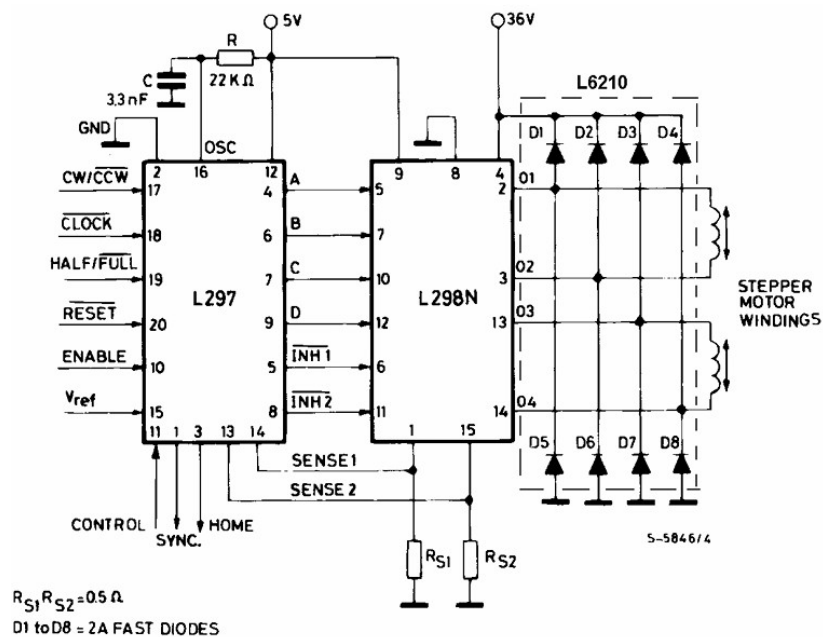 5V
36V
R
22 KΩ
C
3.3 nF
GND
OSC
L6210
D1 D2 D3 D4
2 16 12
9 8 4
CW/CCW 17
4 A 5
2 O1
CLOCK 18
6 B 7
HALF/FULL 19
7 C 10
3 O2
L297
L298N
STEPPER
MOTOR
WINDINGS
RESET 20
9 D 12
13 O3
ENABLE 10
5 INH 1 6
Vref 15
8 INH 2 11
14 O4
11 1 3 13 14
1 15
D5 D6 D7 D8
SENSE 1
SENSE 2
CONTROL
SYNC.
HOME
RS1
RS2
S-5846/4
RS1 RS2 = 0.5 Ω
D1 to D8 = 2A FAST DIODES